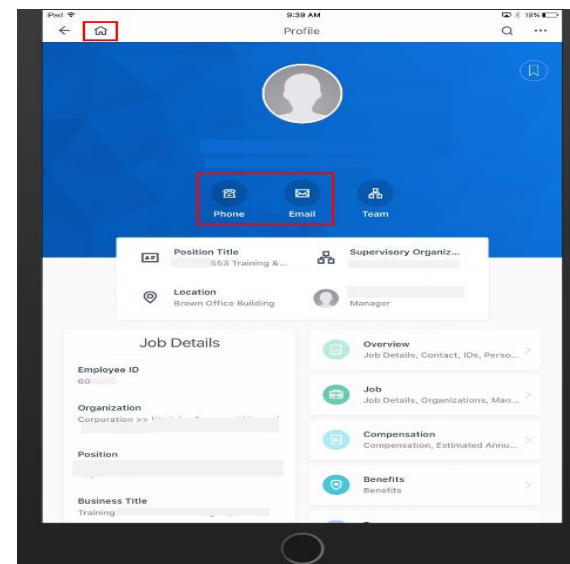 iPad 9:39 AM 19%
Profile
Phone Email Team
Position Title
553 Training &...
Supervisory Organiz...
Location
Brown Office Building
Manager
Job Details
Employee ID
60
Organization
Corporation >>
Position
Business Title
Training
Overview
Job Details, Contact, IDs, Perso...
Job
Job Details, Organizations, Man...
Compensation
Compensation, Estimated Annu...
Benefits
Benefits